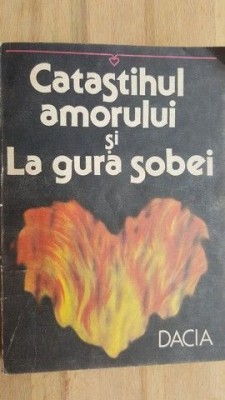 Catastihul
amorului
și
La gura sobei
DACIA